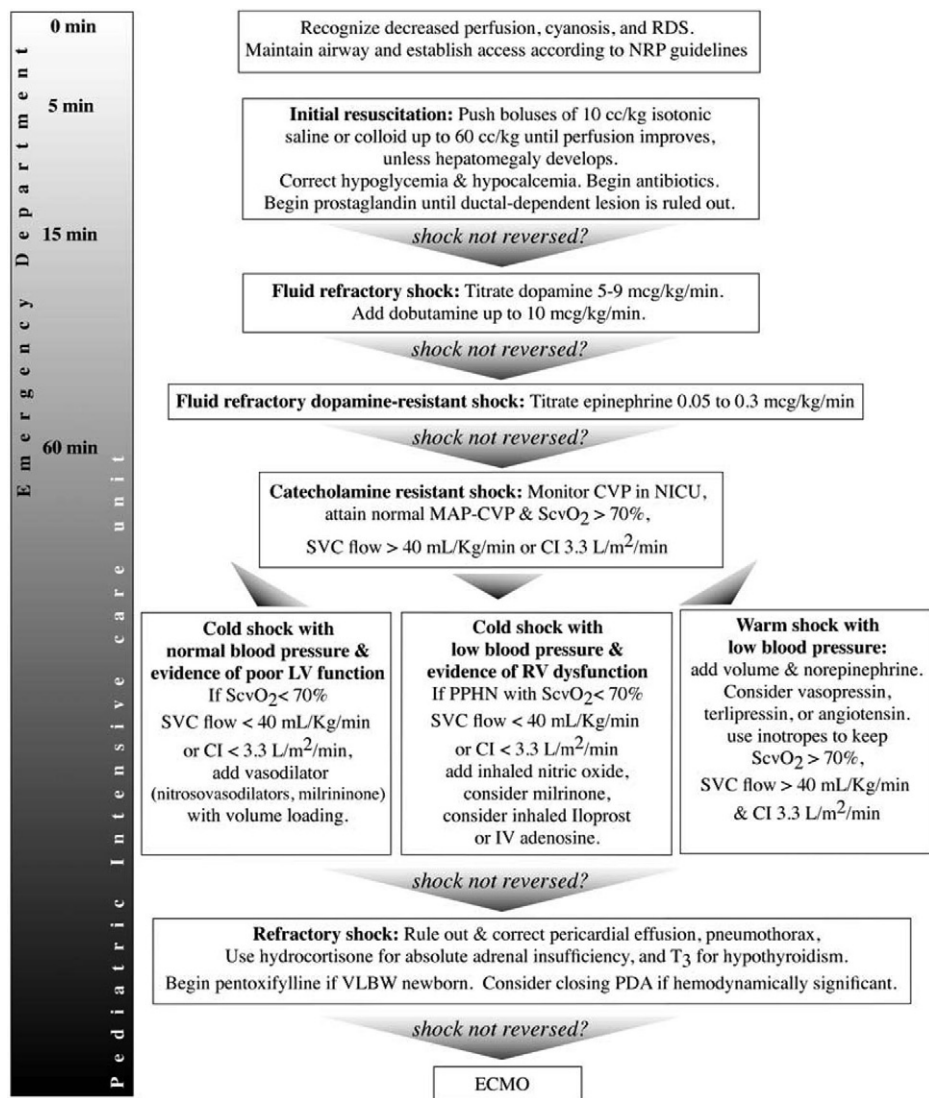 0 min
5 min
15 min
60 min
Emergency Department
Pediatric Intensive care unit
Recognize decreased perfusion, cyanosis, and RDS.
Maintain airway and establish access according to NRP guidelines
Initial resuscitation: Push boluses of 10 cc/kg isotonic
saline or colloid up to 60 cc/kg until perfusion improves,
unless hepatomegaly develops.
Correct hypoglycemia & hypocalcemia. Begin antibiotics.
Begin prostaglandin until ductal-dependent lesion is ruled out.
shock not reversed?
Fluid refractory shock: Titrate dopamine 5-9 mcg/kg/min.
Add dobutamine up to 10 mcg/kg/min.
shock not reversed?
Fluid refractory dopamine-resistant shock: Titrate epinephrine 0.05 to 0.3 mcg/kg/min
shock not reversed?
Catecholamine resistant shock: Monitor CVP in NICU,
attain normal MAP-CVP & ScvO2 > 70%,
SVC flow > 40 mL/Kg/min or CI 3.3 L/m2/min
Cold shock with
normal blood pressure &
evidence of poor LV function
If ScvO2< 70%
SVC flow < 40 mL/Kg/min
or CI < 3.3 L/m2/min,
add vasodilator
(nitrosovasodilators, milrininone)
with volume loading.
Cold shock with
low blood pressure &
evidence of RV dysfunction
If PPHN with ScvO2< 70%
SVC flow < 40 mL/Kg/min
or CI < 3.3 L/m2/min
add inhaled nitric oxide,
consider milrinone,
consider inhaled Iloprost
or IV adenosine.
Warm shock with
low blood pressure:
add volume & norepinephrine.
Consider vasopressin,
terlipressin, or angiotensin.
use inotropes to keep
ScvO2 > 70%,
SVC flow > 40 mL/Kg/min
& CI 3.3 L/m2/min
shock not reversed?
Refractory shock: Rule out & correct pericardial effusion, pneumothorax,
Use hydrocortisone for absolute adrenal insufficiency, and T3 for hypothyroidism.
Begin pentoxifylline if VLBW newborn. Consider closing PDA if hemodynamically significant.
shock not reversed?
ECMO